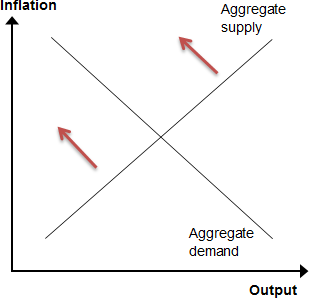 Inflation
Aggregate
supply
Aggregate
demand
Output